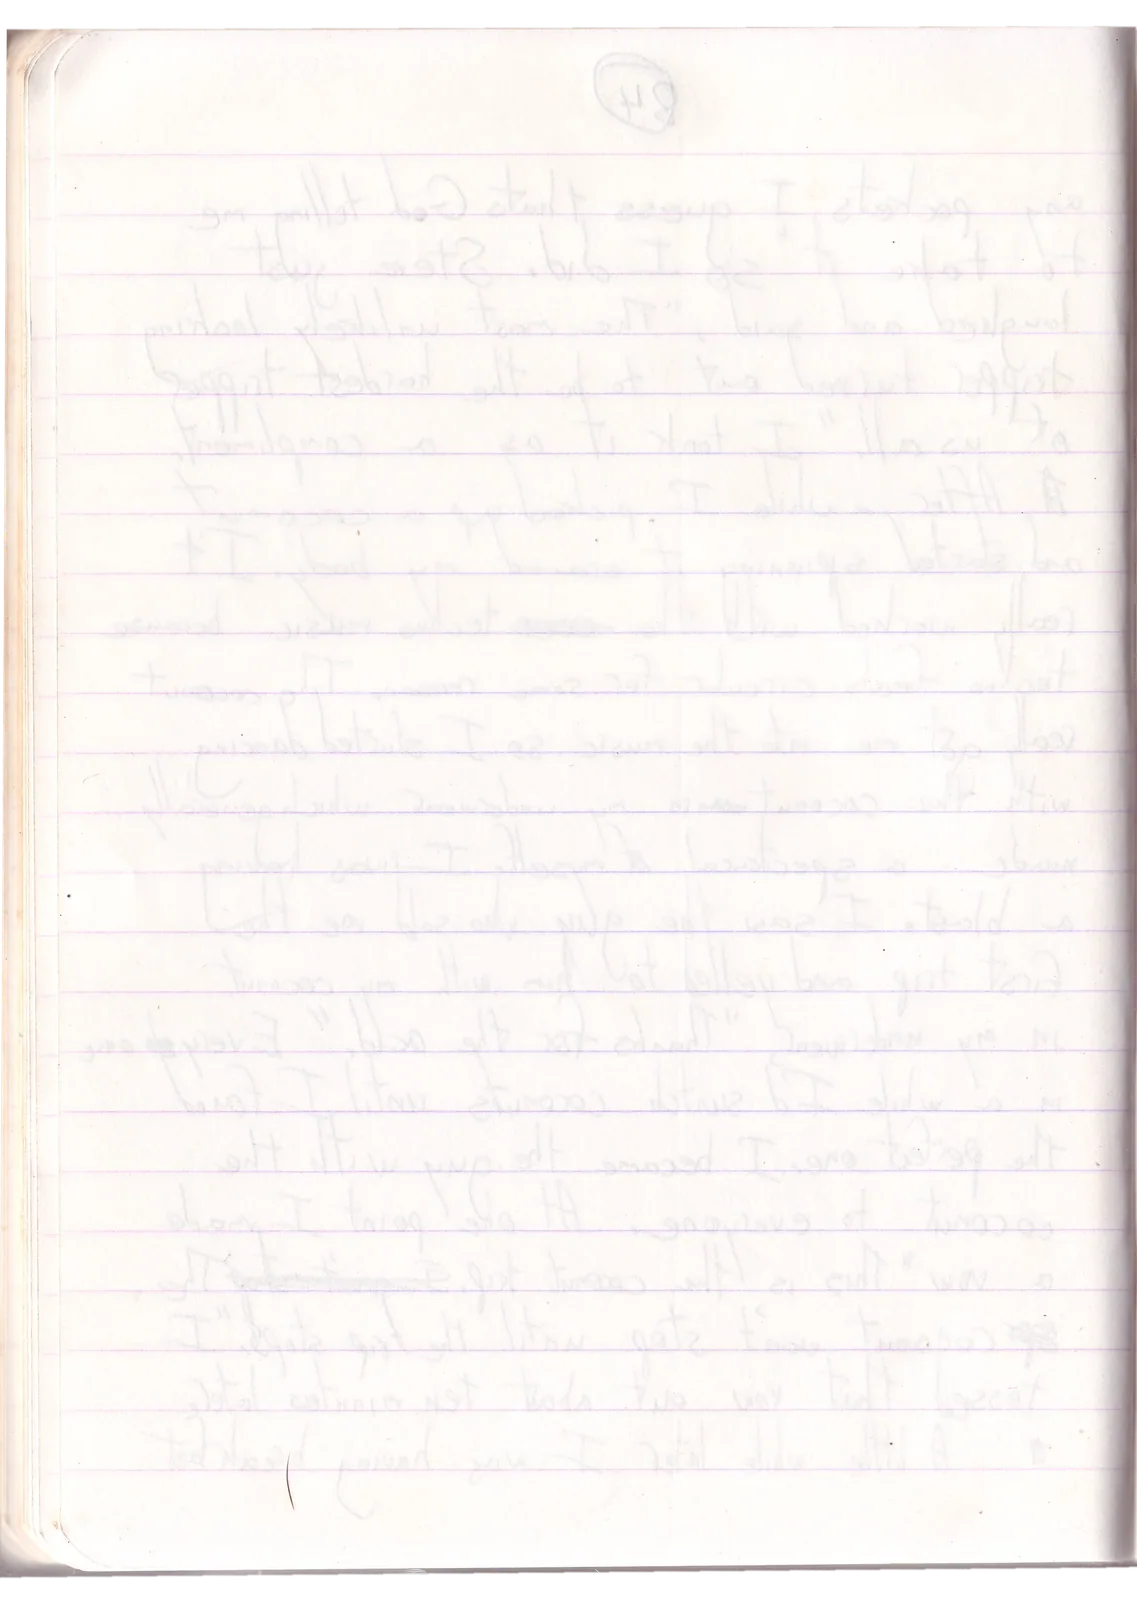 84
my pockets, I guess that's God telling me
to take it so I did. Steve just
laughed and said, "The most unlikely looking
tripper turned out to be the hardest tripper
of us all." I took it as a compliment.
After awhile I picked up a coconut
and started spinning it around my body. It
really worked with the techno music because
techno fears circular for some reason. My coconut
really got me into the music so I started dancing
with this coconut my underwear which normally
made a spectacle of myself. I was having
a blast. I saw the guy who sold me the
first trip and yelled to him with my coconut
in my underwear, "Thanks for the acid." Every one
in a while I'd switch coconuts until I found
the perfect one. I became the guy with the
coconut to everyone. At one point I made
a vow "This is the coconut trip. The
coconut won't stop until the trip stops." I
tossed that vow out about ten minutes later
A little while later I was having breakfast